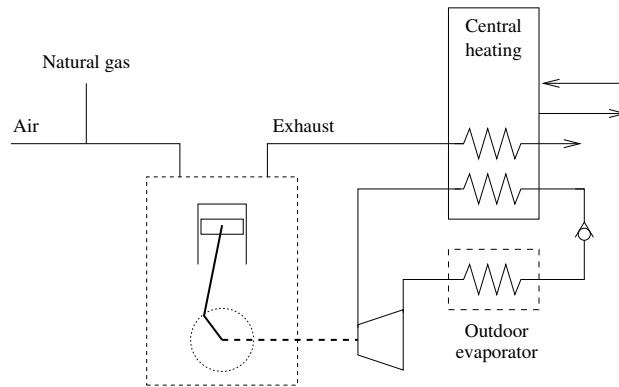 Central
heating
Natural gas
Air
Exhaust
Outdoor
evaporator